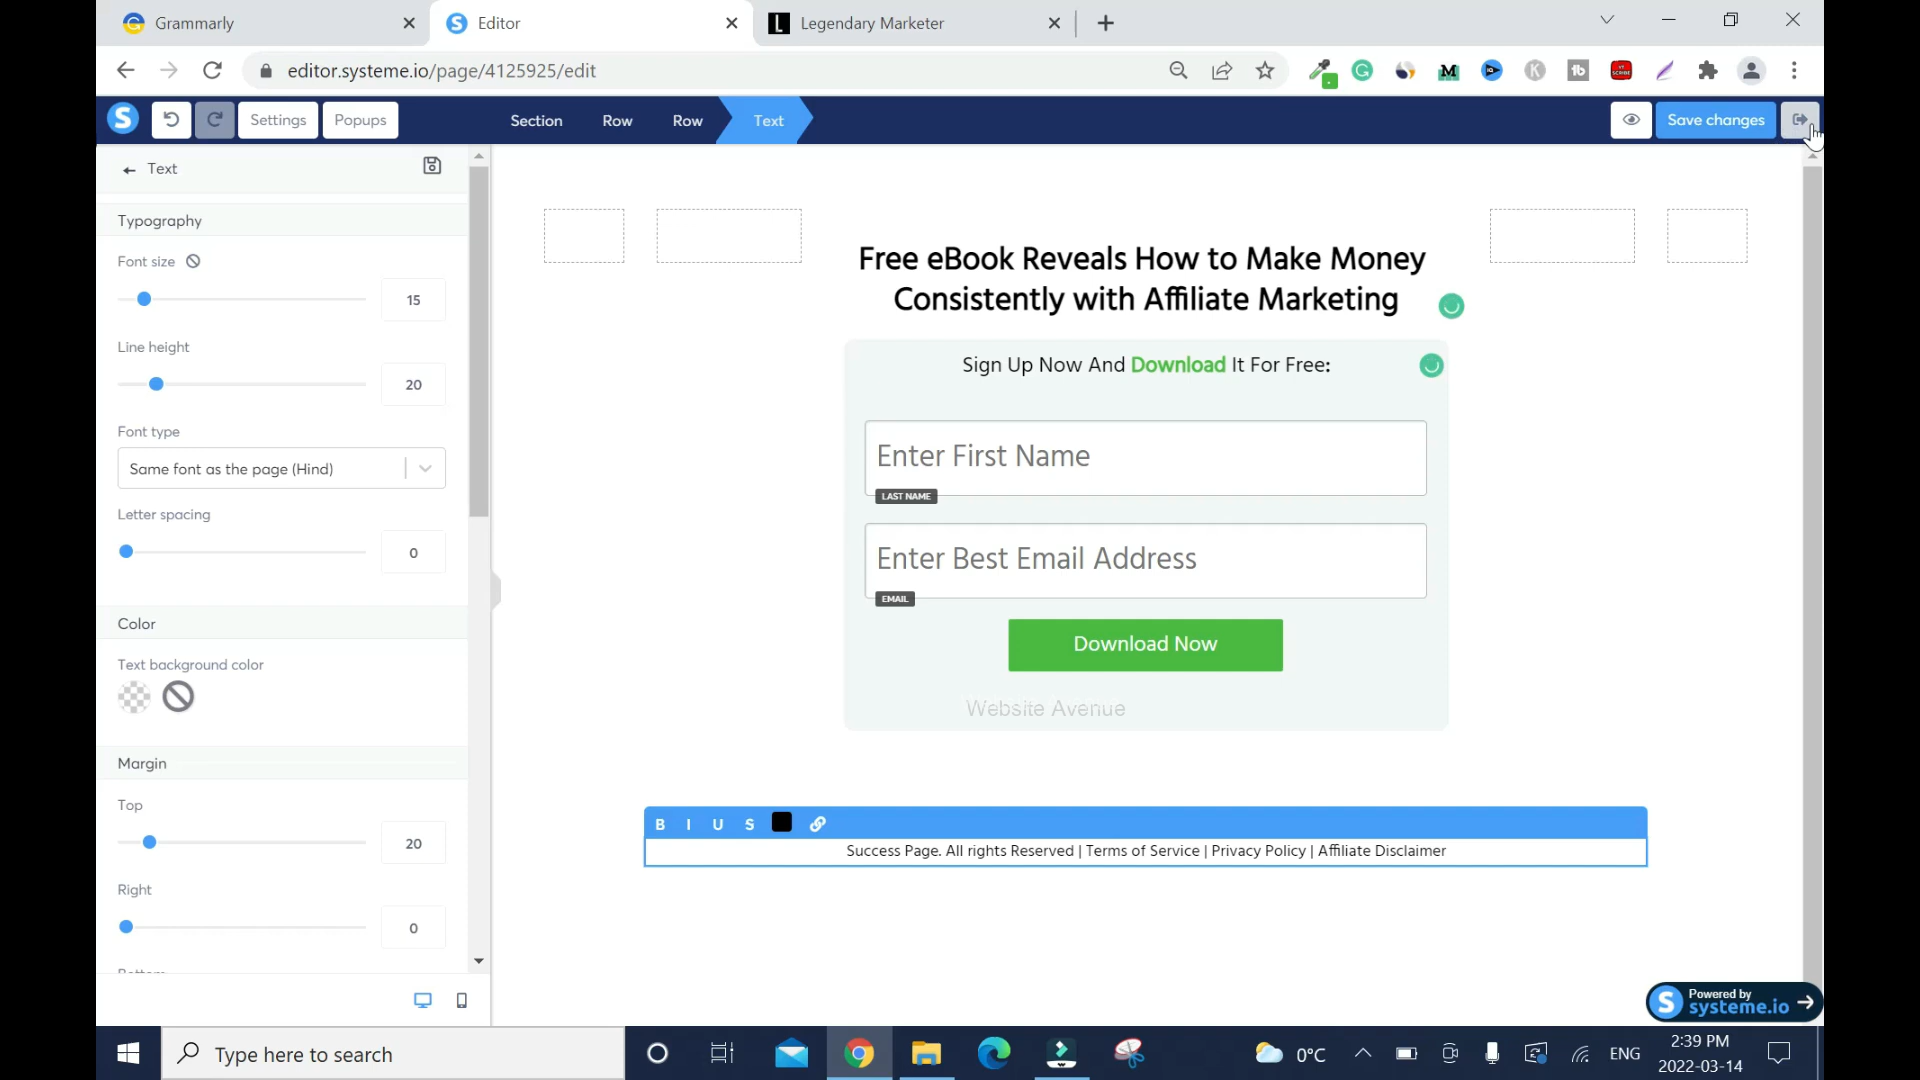 Grammarly
Editor
Legendary Marketer
editor.systeme.io/page/4125925/edit
Settings
Popups
Section
Row
Row
Text
Save changes
Text
Typography
Font size
15
Line height
20
Font type
Same font as the page (Hind)
Letter spacing
0
Color
Text background color
Margin
Top
20
Right
0
Free eBook Reveals How to Make Money
Consistently with Affiliate Marketing
Sign Up Now And Download It For Free:
Enter First Name
LAST NAME
Enter Best Email Address
EMAIL
Download Now
Website Avenue
B I U S
Success Page. All rights Reserved | Terms of Service | Privacy Policy | Affiliate Disclaimer
Powered by
systeme.io
Type here to search
0°C
ENG
2:39 PM
2022-03-14